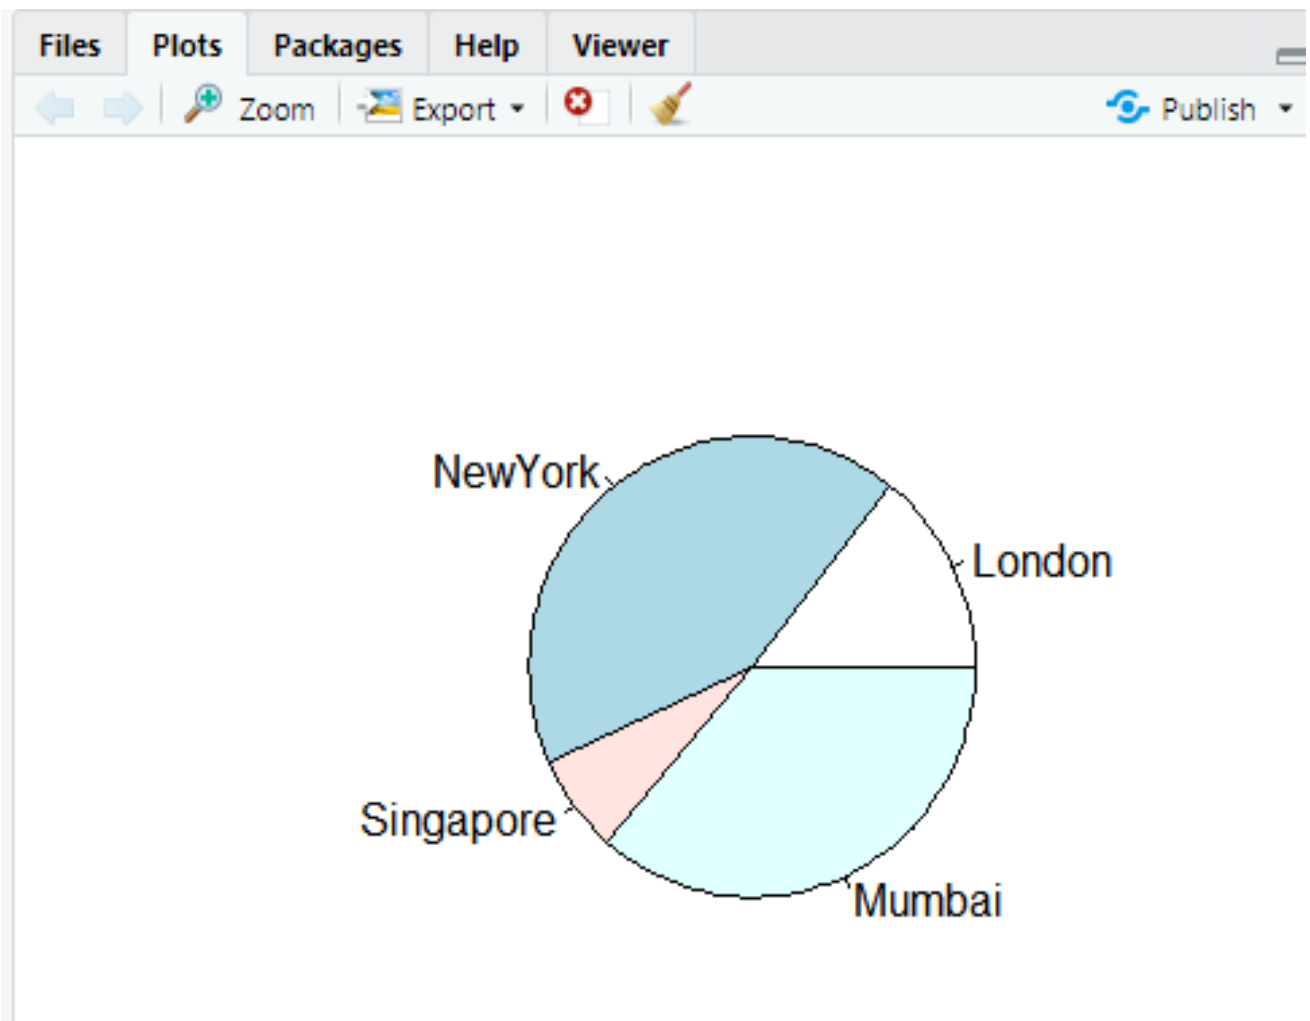 Files Plots Packages Help Viewer
Zoom Export Publish
NewYork
London
Singapore
Mumbai